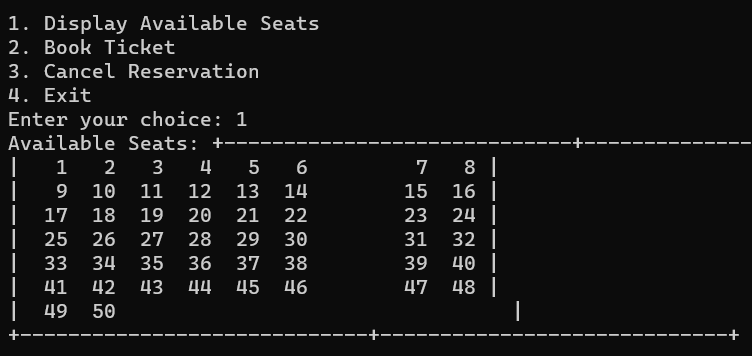 1. Display Available Seats
2. Book Ticket
3. Cancel Reservation
4. Exit
Enter your choice: 1
Available Seats: +-----------------------------+--------------
|   1   2   3   4   5   6         7   8 |
|   9  10  11  12  13  14        15  16 |
|  17  18  19  20  21  22        23  24 |
|  25  26  27  28  29  30        31  32 |
|  33  34  35  36  37  38        39  40 |
|  41  42  43  44  45  46        47  48 |
|  49  50                                 |
+-----------------------------+-----------------------------+